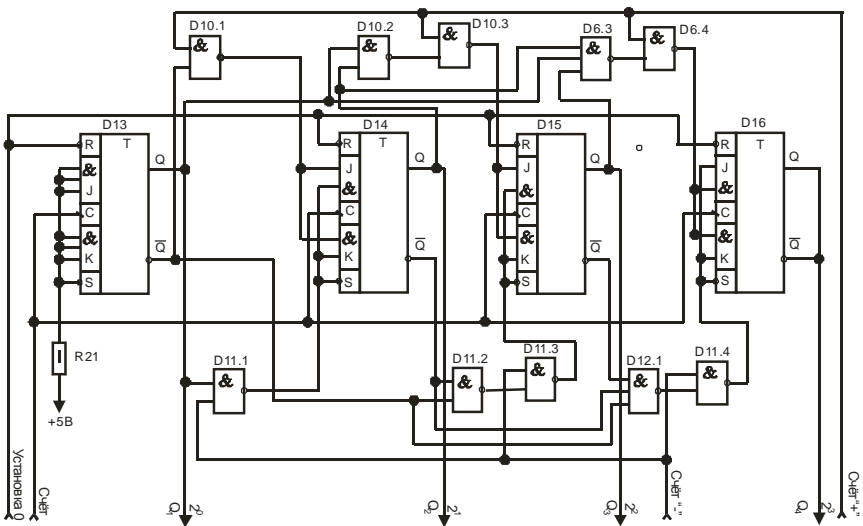 D10.1
D10.2
D10.3
D6.3
D6.4
&
&
&
&
&
D13
R
&
J
C
&
K
S
T
Q
Q̅
D14
R
J
&
C
&
K
S
T
Q
Q̅
D15
R
J
&
C
&
K
S
Q
Q̅
D16
R
J
&
C
&
K
S
T
Q
Q̅
R21
+5В
D11.1
&
D11.2
&
D11.3
&
D12.1
&
D11.4
&
Установка 0
Счёт
Q₁ 2⁰
Q₂ 2¹
Q₃ 2²
Счёт"-"
Q₄ 2³
Счёт"+"